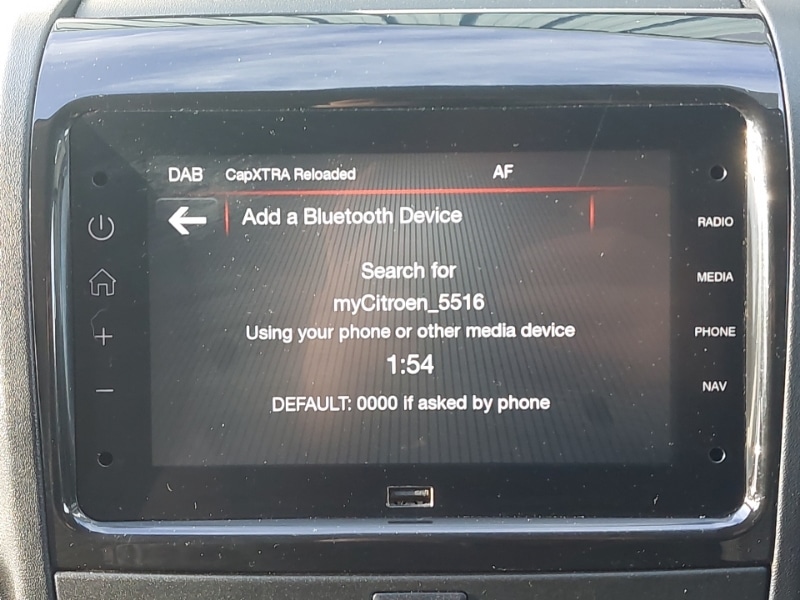 DAB CapXTRA Reloaded AF
Add a Bluetooth Device
Search for
myCitroen_5516
Using your phone or other media device
1:54
DEFAULT: 0000 if asked by phone
RADIO
MEDIA
PHONE
NAV